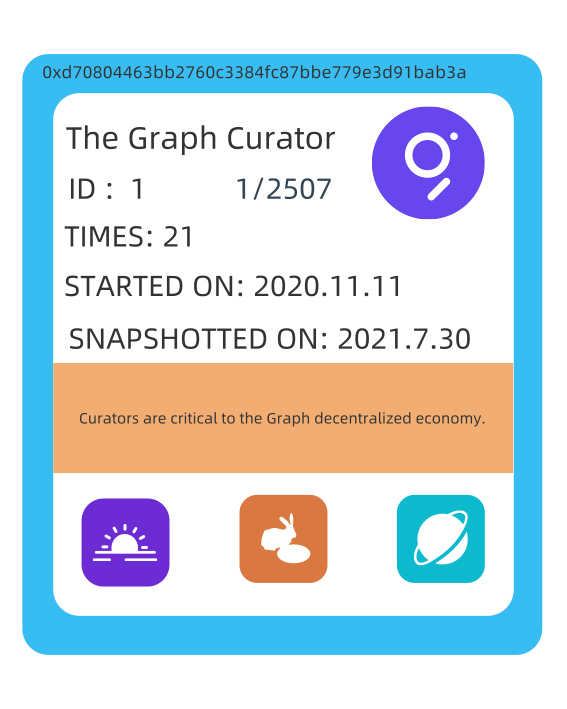 0xd70804463bb2760c3384fc87bbe779e3d91bab3a
The Graph Curator
ID : 1 1/2507
TIMES: 21
STARTED ON: 2020.11.11
SNAPSHOTTED ON: 2021.7.30
Curators are critical to the Graph decentralized economy.